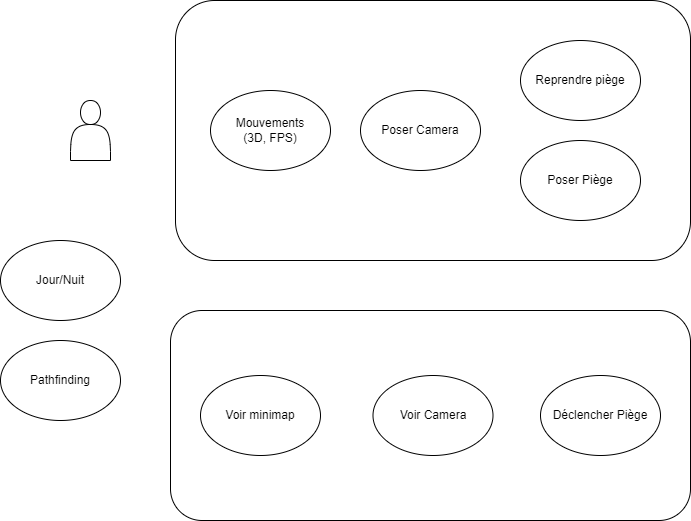 Reprendre piège
Mouvements
(3D, FPS)
Poser Camera
Poser Piège
Jour/Nuit
Pathfinding
Voir minimap
Voir Camera
Déclencher Piège